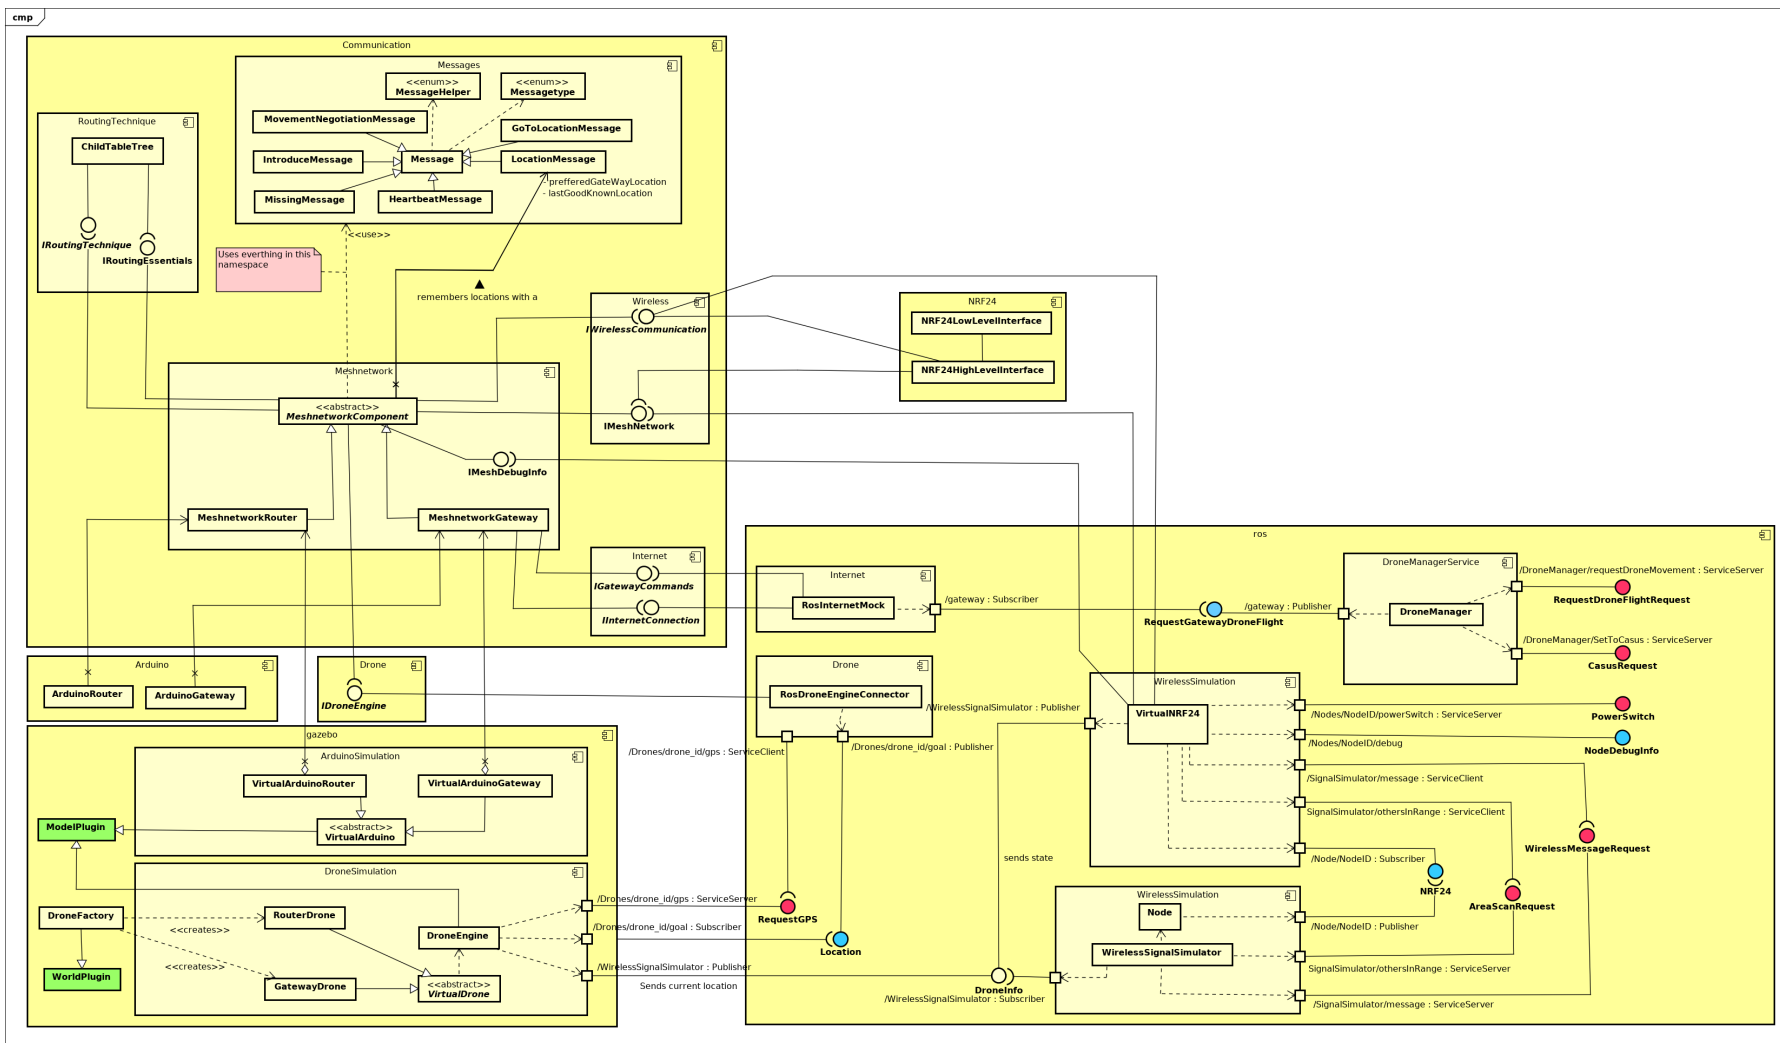 cmp
Communication
Messages
<<enum>>
MessageHelper
<<enum>>
Messagetype
MovementNegotiationMessage
GoToLocationMessage
IntroduceMessage
Message
LocationMessage
- prefferedGateWayLocation
- lastGoodKnownLocation
MissingMessage
HeartbeatMessage
RoutingTechnique
ChildTableTree
IRoutingTechnique
IRoutingEssentials
<<use>>
Uses everthing in this
namespace
remembers locations with a
Wireless
IWirelessCommunication
IMeshNetwork
NRF24
NRF24LowLevelInterface
NRF24HighLevelInterface
Meshnetwork
<<abstract>>
MeshnetworkComponent
IMeshDebugInfo
MeshnetworkRouter
MeshnetworkGateway
Internet
IGatewayCommands
IInternetConnection
Arduino
ArduinoRouter
ArduinoGateway
Drone
IDroneEngine
gazebo
ArduinoSimulation
VirtualArduinoRouter
VirtualArduinoGateway
<<abstract>>
VirtualArduino
ModelPlugin
DroneSimulation
DroneFactory
<<creates>>
<<creates>>
WorldPlugin
RouterDrone
GatewayDrone
DroneEngine
<<abstract>>
VirtualDrone
/Drones/drone_id/gps : ServiceServer
/Drones/drone_id/goal : Subscriber
/WirelessSignalSimulator : Publisher
Sends current location
ros
Internet
RosInternetMock
/gateway : Subscriber
RequestGatewayDroneFlight
/gateway : Publisher
DroneManagerService
DroneManager
/DroneManager/requestDroneMovement : ServiceServer
RequestDroneFlightRequest
/DroneManager/SetToCasus : ServiceServer
CasusRequest
Drone
RosDroneEngineConnector
/WirelessSignalSimulator : Publisher
/Drones/drone_id/gps : ServiceClient
/Drones/drone_id/goal : Publisher
RequestGPS
Location
WirelessSimulation
VirtualNRF24
/Nodes/NodeID/powerSwitch : ServiceServer
PowerSwitch
/Nodes/NodeID/debug
NodeDebugInfo
/SignalSimulator/message : ServiceClient
SignalSimulator/othersInRange : ServiceClient
WirelessMessageRequest
/Node/NodeID : Subscriber
NRF24
AreaScanRequest
sends state
WirelessSimulation
Node
WirelessSignalSimulator
/Node/NodeID : Publisher
SignalSimulator/othersInRange : ServiceServer
/SignalSimulator/message : ServiceServer
DroneInfo
/WirelessSignalSimulator : Subscriber